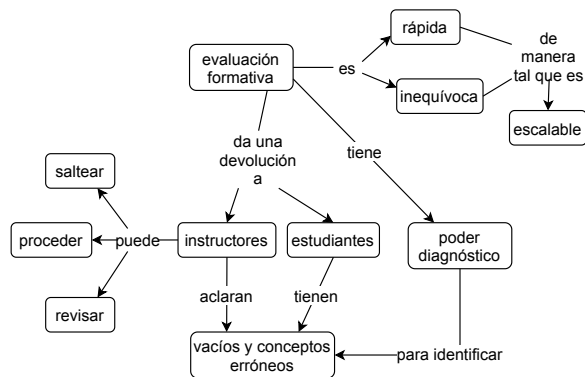 evaluación
formativa
es
rápida
inequívoca
de
manera
tal que es
escalable
da una
devolución
a
tiene
saltear
proceder
puede
revisar
instructores
estudiantes
poder
diagnóstico
aclaran
tienen
vacíos y conceptos
erróneos
para identificar